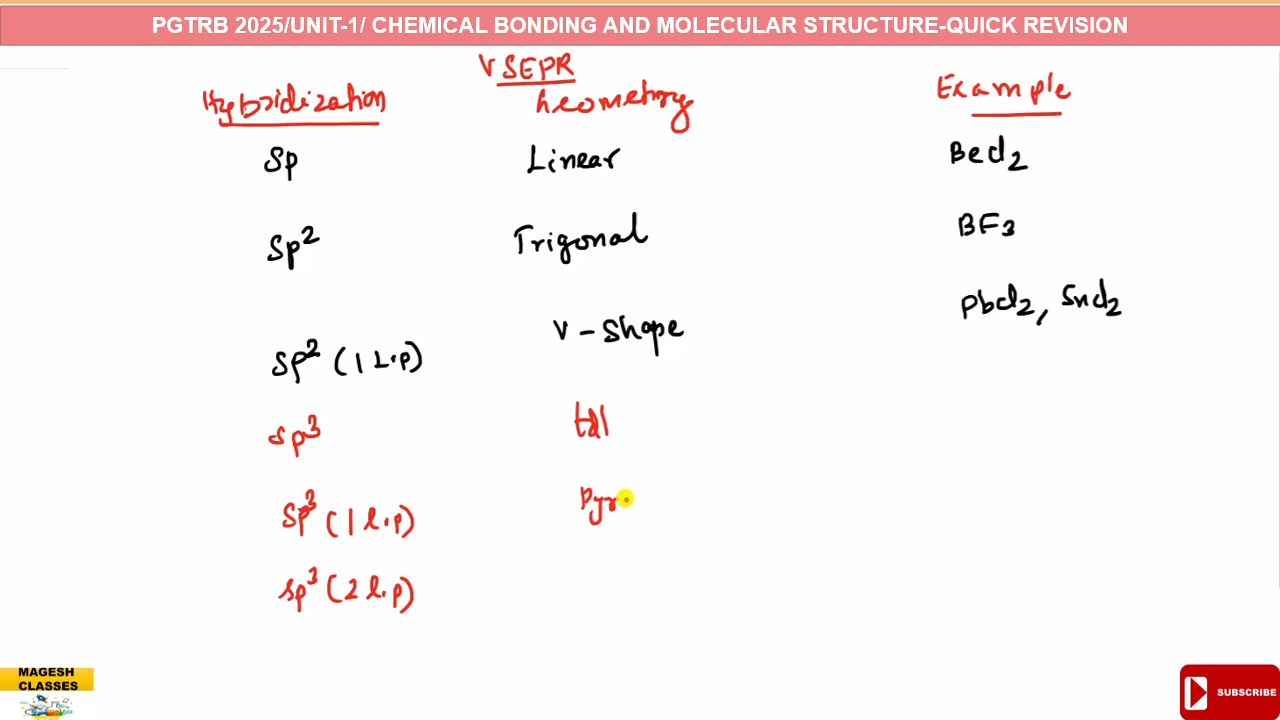 PGTRB 2025/UNIT-1/ CHEMICAL BONDING AND MOLECULAR STRUCTURE-QUICK REVISION
VSEPR
Hybridization Geometry Example
Sp Linear Becl2
Sp² Trigonal BF3
Sp² (1 L.p) V - Shape Pbcl2, Sncl2
Sp³ tdl
Sp³ (1 l.p) Pyr
Sp³ (2 l.p)
MAGESH
CLASSES
SUBSCRIBE